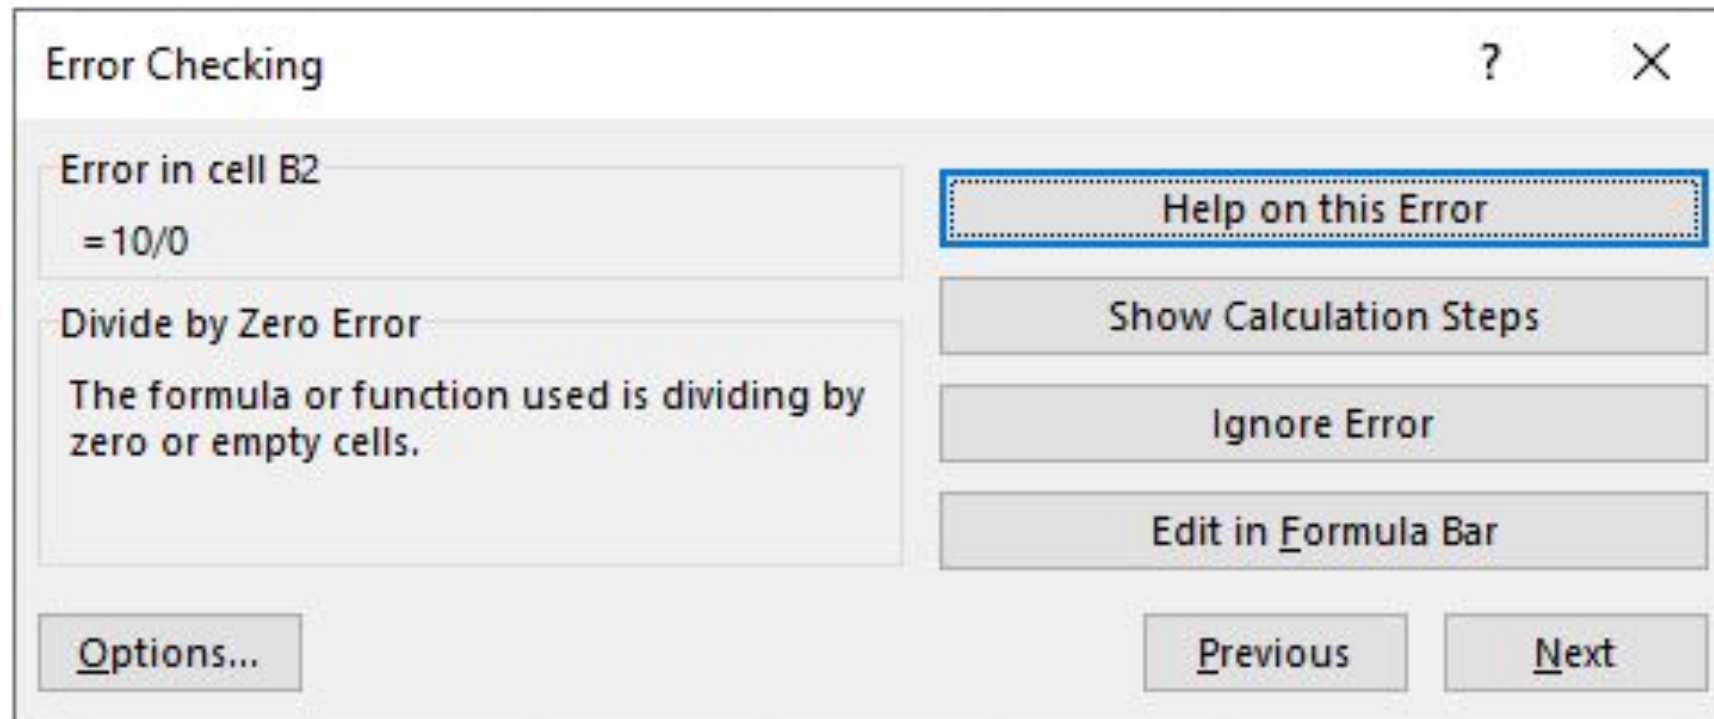 Error Checking
?
Error in cell B2
=10/0
Divide by Zero Error
The formula or function used is dividing by
zero or empty cells.
Help on this Error
Show Calculation Steps
Ignore Error
Edit in Formula Bar
Options...
Previous
Next